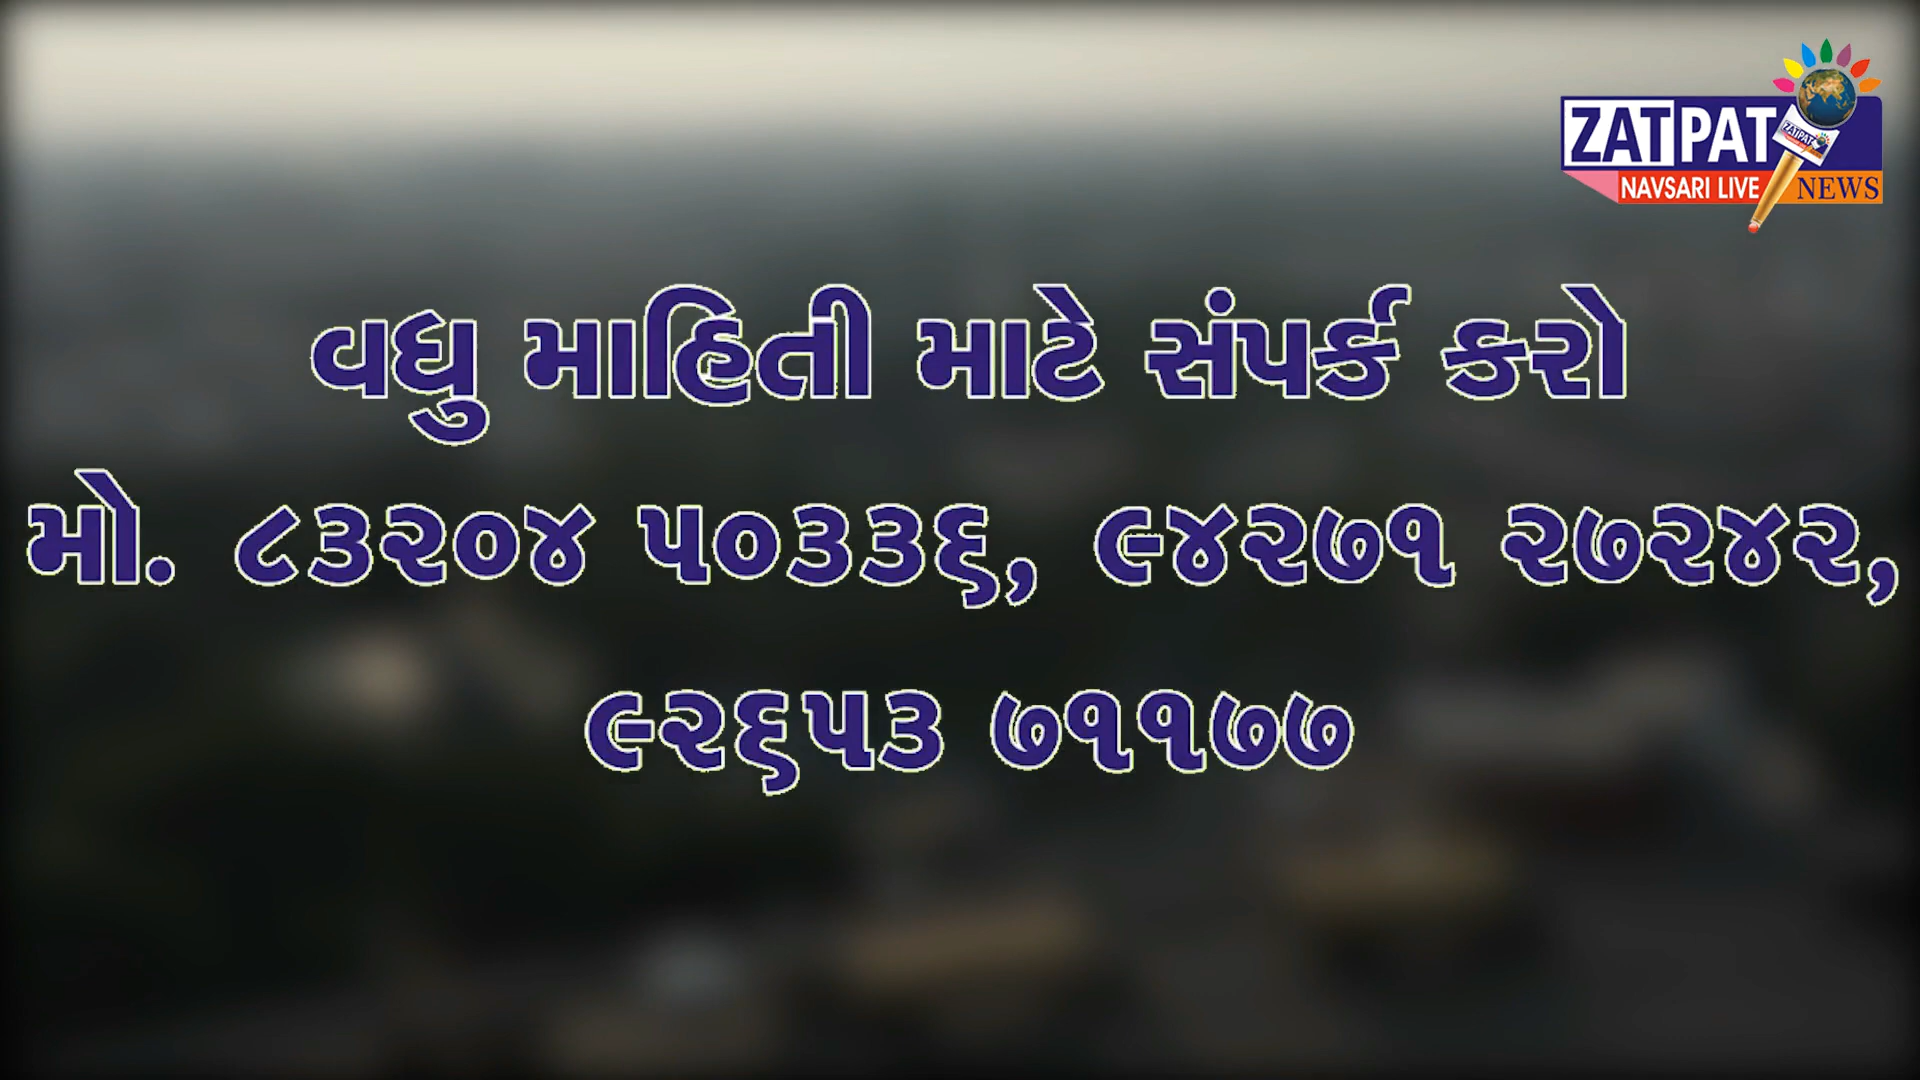 ZATPAT
NAVSARI LIVE NEWS
વધુ માહિતી માટે સંપર્ક કરો
મો. ૮૩૨૦૪ ૫૦૩૩૬, ૯૪૨૭૧ ૨૭૨૪૨,
૯૨૬૫૩ ૭૧૧૭૭